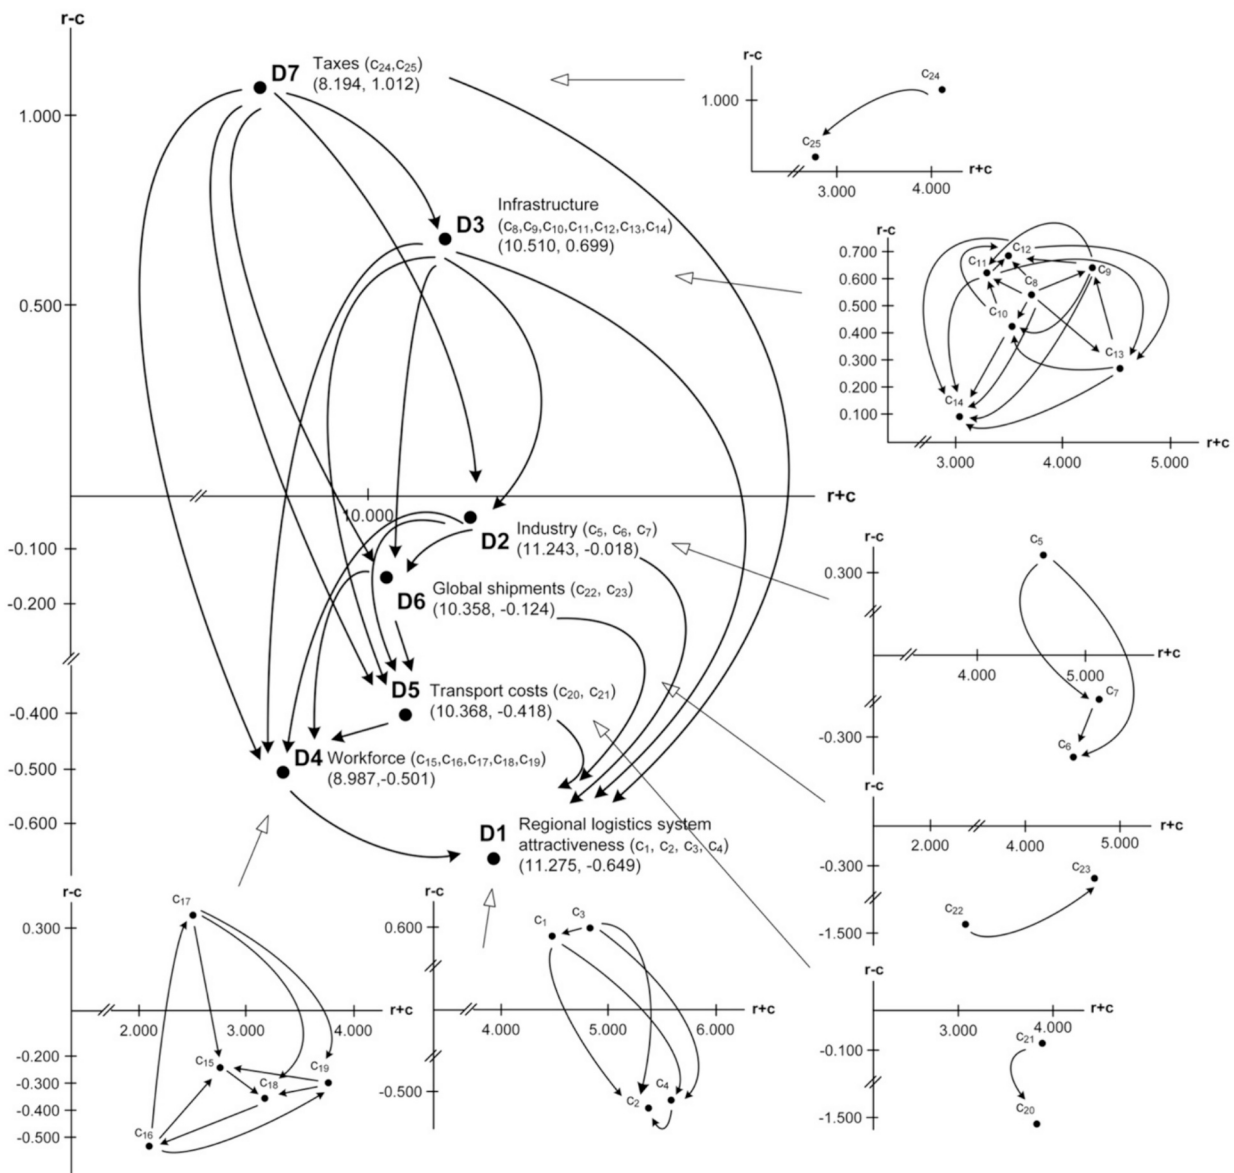 r-c
D7 Taxes (c24,c25)
(8.194, 1.012)
1.000
D3 Infrastructure
(c8,c9,c10,c11,c12,c13,c14)
(10.510, 0.699)
0.500
r+c
10.000
D2 Industry (c5, c6, c7)
(11.243, -0.018)
-0.100
D6 Global shipments (c22, c23)
(10.358, -0.124)
-0.200
D5 Transport costs (c20, c21)
(10.368, -0.418)
-0.400
D4 Workforce (c15,c16,c17,c18,c19)
(8.987,-0.501)
-0.500
-0.600
D1 Regional logistics system
attractiveness (c1, c2, c3, c4)
(11.275, -0.649)
r-c
c24
1.000
c25
r+c
3.000 4.000
r-c
0.700
0.600
0.500
0.400
0.300
0.200
0.100
c12
c11
c9
c8
c10
c13
c14
r+c
3.000 4.000 5.000
r-c
c5
0.300
r+c
4.000 5.000
c7
-0.300
c6
r-c
r+c
2.000 4.000 5.000
-0.300
c23
c22
-1.500
r-c
r+c
3.000 4.000
c21
-0.100
c20
-1.500
r-c
c17
0.300
r+c
2.000 3.000 4.000
-0.200
c15
c19
-0.300
c18
-0.400
c16
-0.500
r-c
c1
c3
0.600
r+c
4.000 5.000 6.000
-0.500
c4
c2